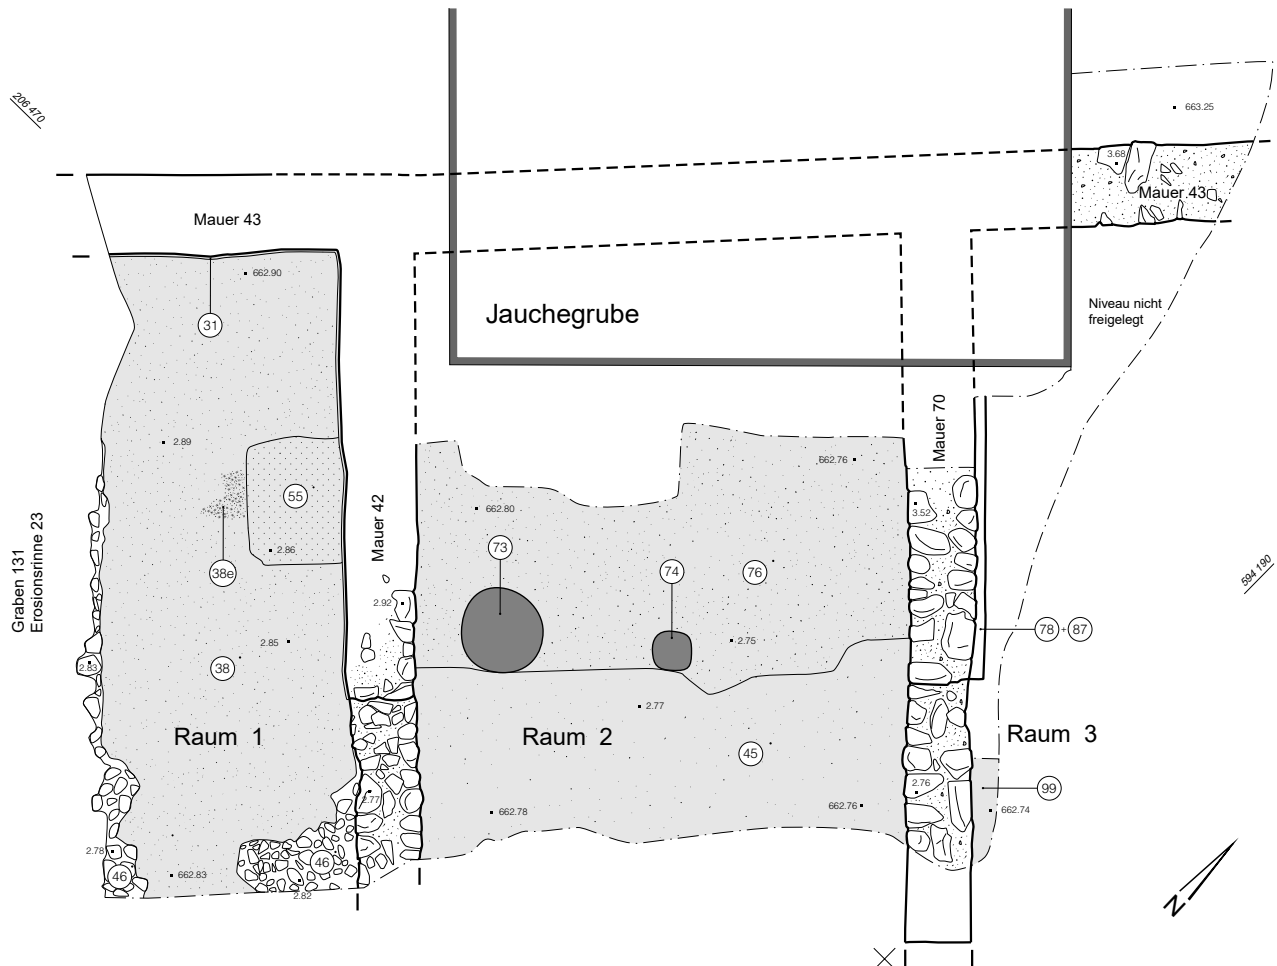 206 470
663.25
3.68
Mauer 43
Mauer 43
662.90
31
Jauchegrube
Niveau nicht
freigelegt
2.89
55
2.86
38e
Graben 131
Erosionsrinne 23
Mauer 42
Mauer 70
662.76
662.80
3.52
73
74
76
594 190
2.92
2.85
2.75
78 + 87
38
2.83
2.77
Raum 1
Raum 2
45
Raum 3
2.77
662.78
662.76
2.76
99
662.74
2.78
46
662.83
46
2.82
N